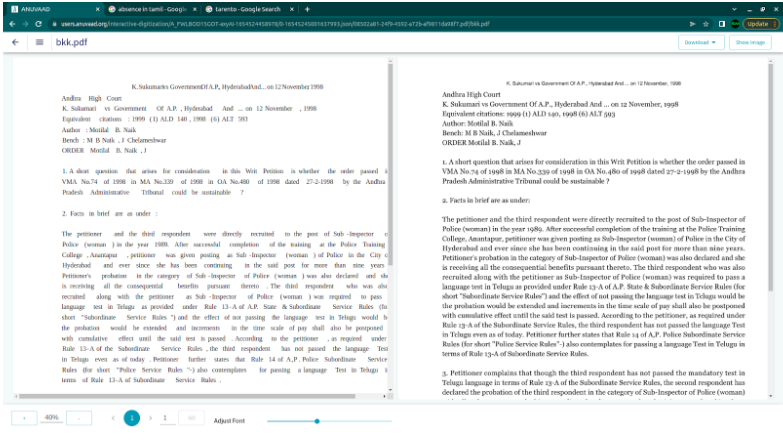 ANUVAAD
absence in tamil - Google
tarento - Google Search
Update
bkk.pdf
Download
Show Image
K.Sukumarivs GovernmentOf A.P., HyderabadAnd... on 12 November 1998
Andhra High Court
K. Sukumari vs Government Of A.P. , Hyderabad And ... on 12 November , 1998
Equivalent citations : 1999 (1) ALD 140 , 1998 (6) ALT 593
Author : Motilal B. Naik
Bench : M B Naik , J Chelameshwar
ORDER Motilal B. Naik , J
1. A short question that arises for consideration in this Writ Petition is whether the order passed i
VMA No.74 of 1998 in MA No.339 of 1998 in OA No.480 of 1998 dated 27-2-1998 by the Andhra
Pradesh Administrative Tribunal could be sustainable ?
2. Facts in brief are as under :
The petitioner and the third respondent were directly recruited to the post of Sub -Inspector o
Police (woman ) in the year 1989. After successful completion of the training at the Police Training
College , Anantapur , petitioner was given posting as Sub -Inspector (woman ) of Police in the City o
Hyderabad and ever since she has been continuing in the said post for more than nine years
Petitioner's probation in the category of Sub -Inspector of Police (woman ) was also declared and sh
is receiving all the consequential benefits pursuant thereto . The third respondent who was als
recruited along with the petitioner as Sub -Inspector of Police (woman ) was required to pass
language test in Telugu as provided under Rule 13-A of A.P. State & Subordinate Service Rules (fo
short "Subordinate Service Rules ") and the effect of not passing the language test in Telugu would b
the probation would be extended and increments in the time scale of pay shall also be postponed
with cumulative effect until the said test is passed . According to the petitioner , as required under
Rule 13-A of the Subordinate Service Rules , the third respondent has not passed the language Test
in Telugu even as of today . Petitioner further states that Rule 14 of A,P . Police Subordinate Service
Rules (for short "Police Service Rules "-) also contemplates for passing a language Test in Telugu i
terms of Rule 13-A of Subordinate Service Rules .
K. Sukumari vs Government Of A.P., Hyderabad And ... on 12 November, 1998
Andhra High Court
K. Sukumari vs Government Of A.P., Hyderabad And ... on 12 November, 1998
Equivalent citations: 1999 (1) ALD 140, 1998 (6) ALT 593
Author: Motilal B. Naik
Bench: M B Naik, J Chelameshwar
ORDER Motilal B. Naik, J
1. A short question that arises for consideration in this Writ Petition is whether the order passed in
VMA No.74 of 1998 in MA No.339 of 1998 in OA No.480 of 1998 dated 27-2-1998 by the Andhra
Pradesh Administrative Tribunal could be sustainable ?
2. Facts in brief are as under:
The petitioner and the third respondent were directly recruited to the post of Sub-Inspector of
Police (woman) in the year 1989. After successful completion of the training at the Police Training
College, Anantapur, petitioner was given posting as Sub-Inspector (woman) of Police in the City of
Hyderabad and ever since she has been continuing in the said post for more than nine years.
Petitioner's probation in the category of Sub-Inspector of Police (woman) was also declared and she
is receiving all the consequential benefits pursuant thereto. The third respondent who was also
recruited along with the petitioner as Sub-Inspector of Police (woman) was required to pass a
language test in Telugu as provided under Rule 13-A of A.P. State & Subordinate Service Rules (for
short "Subordinate Service Rules") and the effect of not passing the language test in Telugu would be
the probation would be extended and increments in the time scale of pay shall also be postponed
with cumulative effect until the said test is passed. According to the petitioner, as required under
Rule 13-A of the Subordinate Service Rules, the third respondent has not passed the language Test
in Telugu even as of today. Petitioner further states that Rule 14 of A,P. Police Subordinate Service
Rules (for short "Police Service Rules"-) also contemplates for passing a language Test in Telugu in
terms of Rule 13-A of Subordinate Service Rules.
3. Petitioner complains that though the third respondent has not passed the mandatory test in
Telugu language in terms of Rule 13-A of the Subordinate Service Rules, the second respondent has
declared the probation of the third respondent in the category of Sub-Inspector of Police (woman)
40%
1
1
Adjust Font